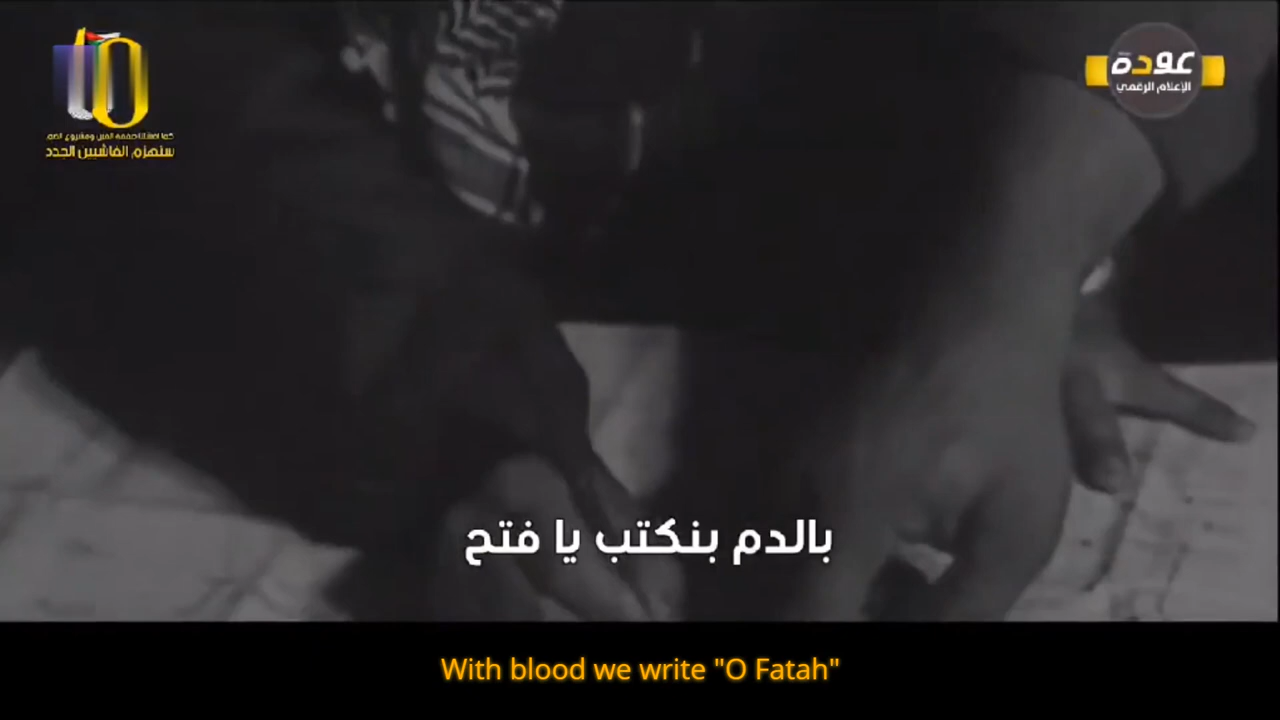 عودة
الإعلام الرقمي
سنهزم الفاشيين الجدد
بالدم بنكتب يا فتح
With blood we write "O Fatah"